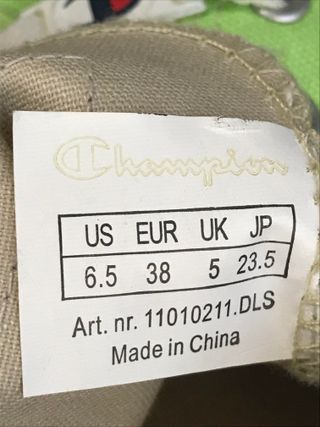 Champion
US EUR UK JP
6.5 38 5 23.5
Art. nr. 11010211.DLS
Made in China